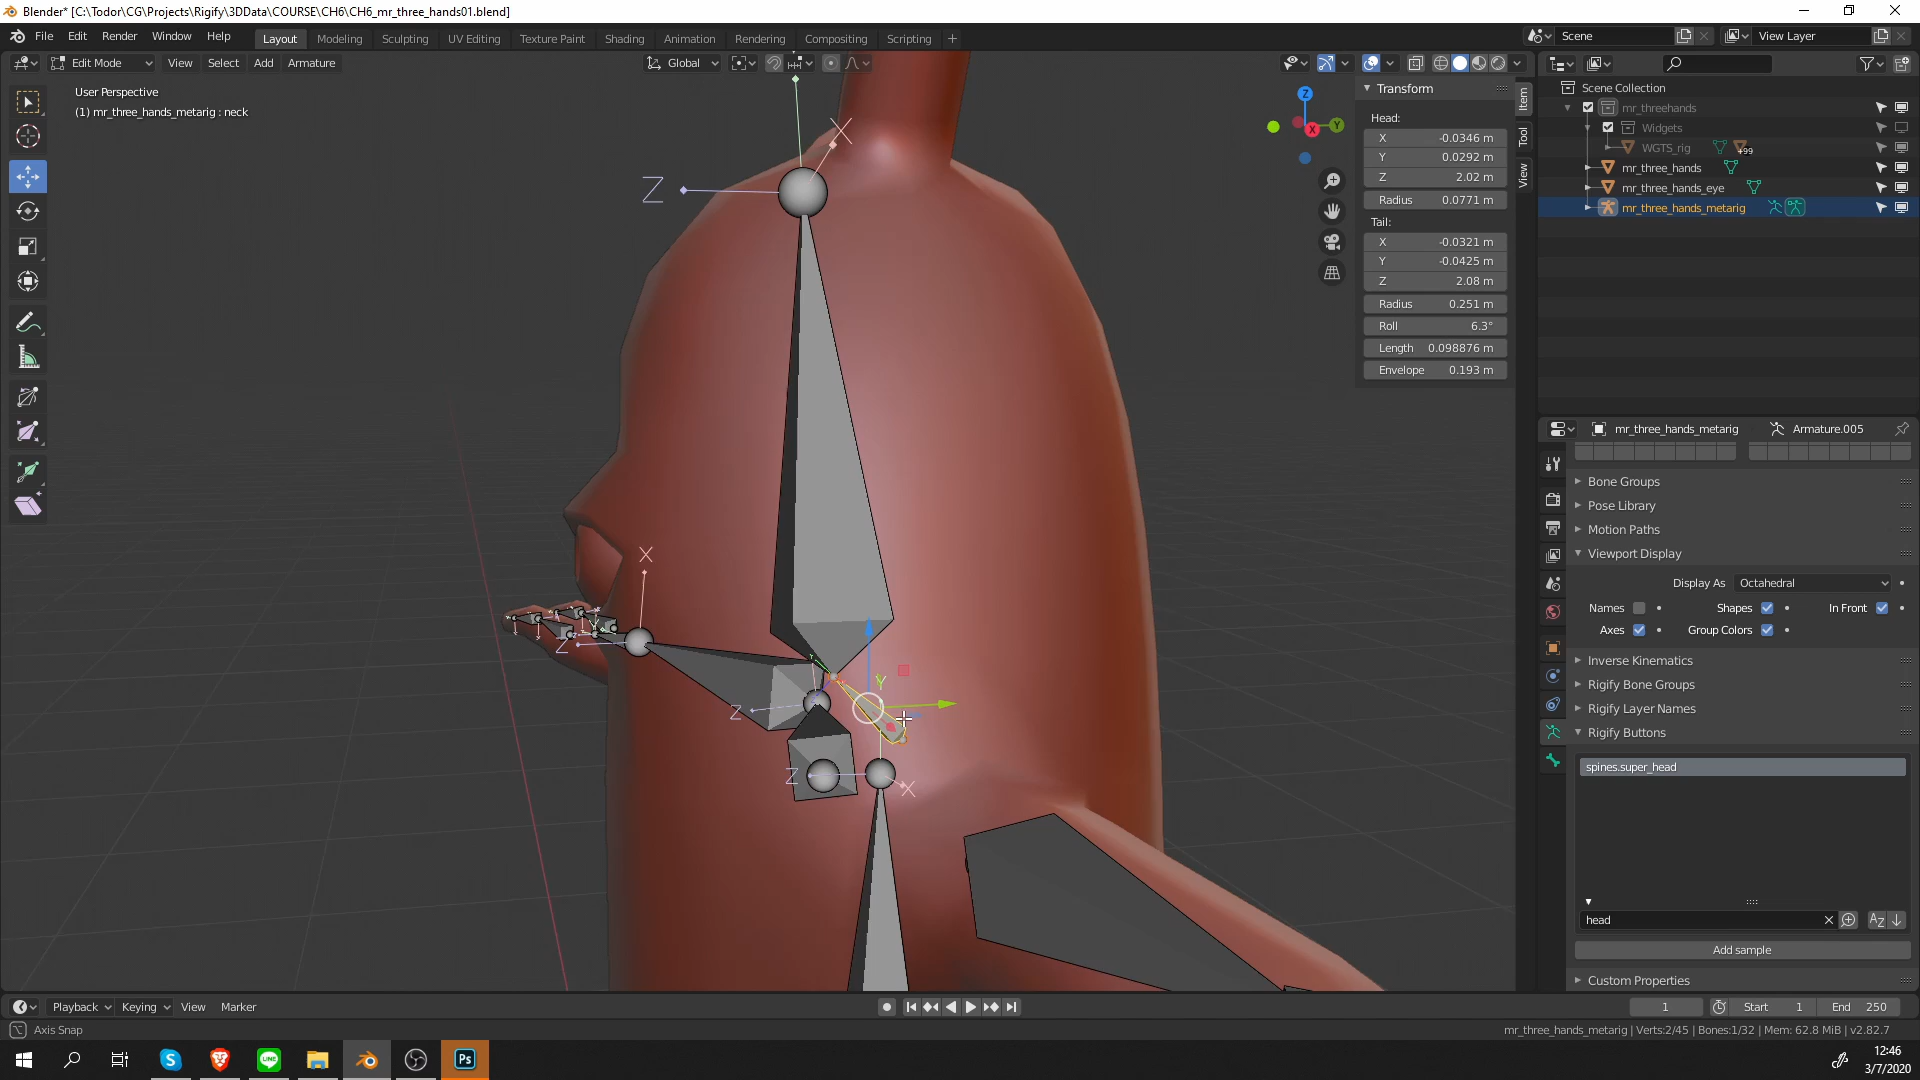 Blender* [C:\Todor\CG\Projects\Rigify\3DData\COURSE\CH6\CH6_mr_three_hands01.blend]
File Edit Render Window Help Layout Modeling Sculpting UV Editing Texture Paint Shading Animation Rendering Compositing Scripting + Scene View Layer
Edit Mode View Select Add Armature Global
User Perspective
(1) mr_three_hands_metarig : neck
Transform
Head:
X -0.0346 m
Y 0.0292 m
Z 2.02 m
Radius 0.0771 m
Tail:
X -0.0321 m
Y -0.0425 m
Z 2.08 m
Radius 0.251 m
Roll 6.3°
Length 0.098876 m
Envelope 0.193 m
Item
Tool
View
Z
X
Y
X
Z
X
Z
Z
Y
Z
X
Scene Collection
mr_threehands
Widgets
WGTS_rig +99
mr_three_hands
mr_three_hands_eye
mr_three_hands_metarig
mr_three_hands_metarig Armature.005
Bone Groups
Pose Library
Motion Paths
Viewport Display
Display As Octahedral
Names Shapes In Front
Axes Group Colors
Inverse Kinematics
Rigify Bone Groups
Rigify Layer Names
Rigify Buttons
spines.super_head
head
Add sample
Custom Properties
Playback Keying View Marker 1 Start 1 End 250
Axis Snap mr_three_hands_metarig | Verts:2/45 | Bones:1/32 | Mem: 62.8 MiB | v2.82.7
Ps
12:46
3/7/2020